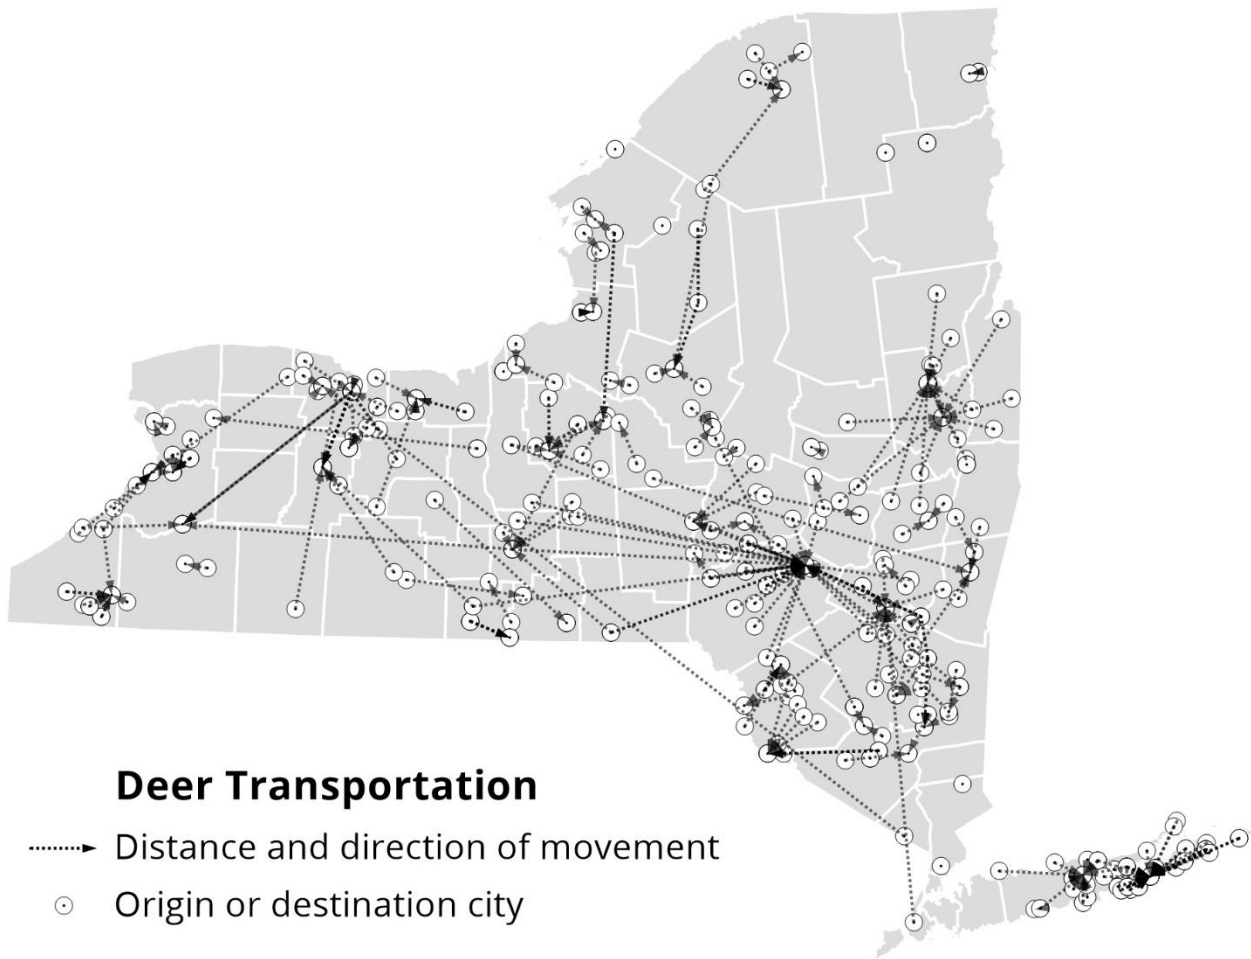 Deer Transportation
Distance and direction of movement
Origin or destination city